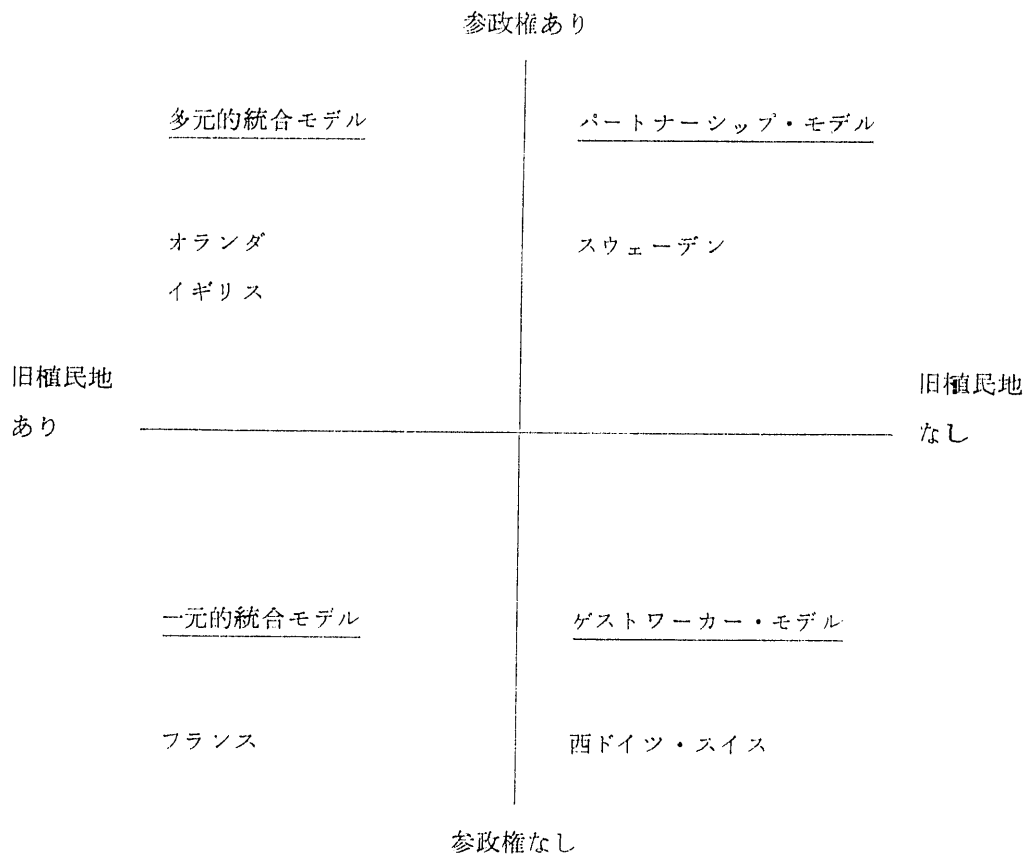 参政権あり
多元的統合モデル
パートナーシップ・モデル
オランダ
スウェーデン
イギリス
旧植民地
あり
旧植民地
なし
一元的統合モデル
ゲストワーカー・モデル
フランス
西ドイツ・スイス
参政権なし